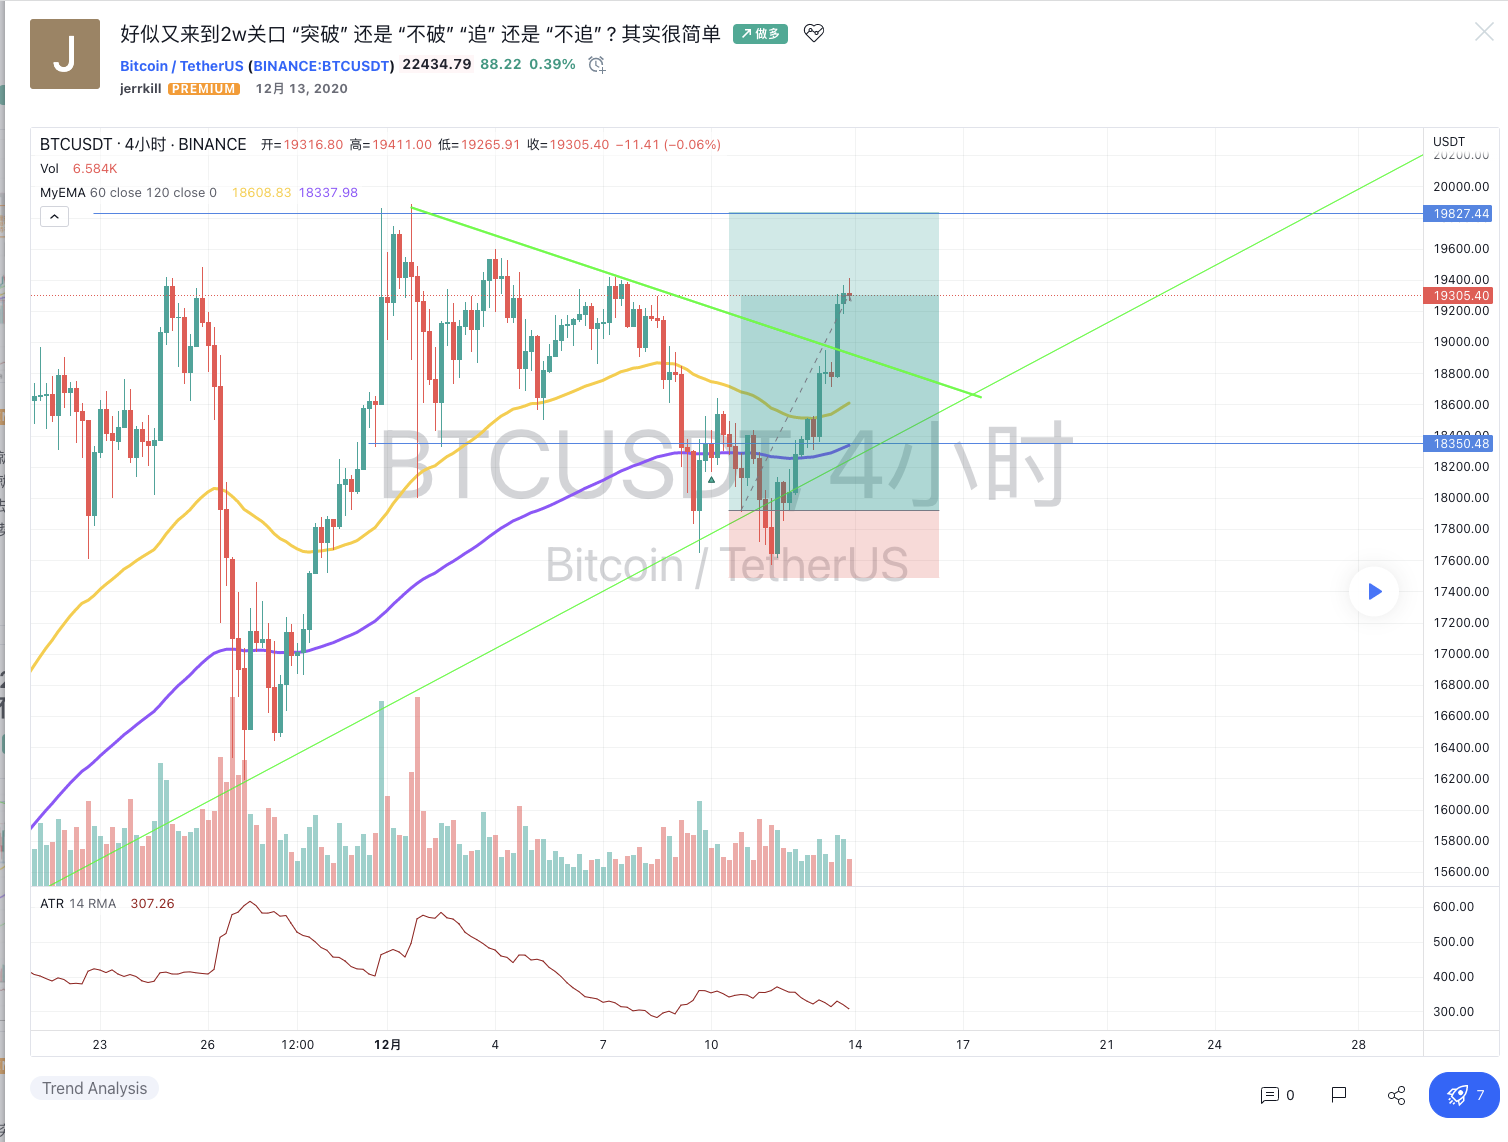 J
好似又来到2w关口 “突破” 还是 “不破” “追” 还是 “不追”？其实很简单 做多
Bitcoin / TetherUS (BINANCE:BTCUSDT) 22434.79 88.22 0.39%
jerrkill PREMIUM 12月 13, 2020
BTCUSDT · 4小时 · BINANCE 开=19316.80 高=19411.00 低=19265.91 收=19305.40 −11.41 (−0.06%)
Vol 6.584K
MyEMA 60 close 120 close 0 18608.83 18337.98
USDT
20200.00
20000.00
19827.44
19600.00
19400.00
19305.40
19200.00
19000.00
18800.00
18600.00
18400.00
18350.48
18200.00
18000.00
17800.00
17600.00
17400.00
17200.00
17000.00
16800.00
16600.00
16400.00
16200.00
16000.00
15800.00
15600.00
BTCUSDT, 4小时
Bitcoin / TetherUS
ATR 14 RMA 307.26
600.00
500.00
400.00
300.00
23 26 12:00 12月 4 7 10 14 17 21 24 28
Trend Analysis
0
7